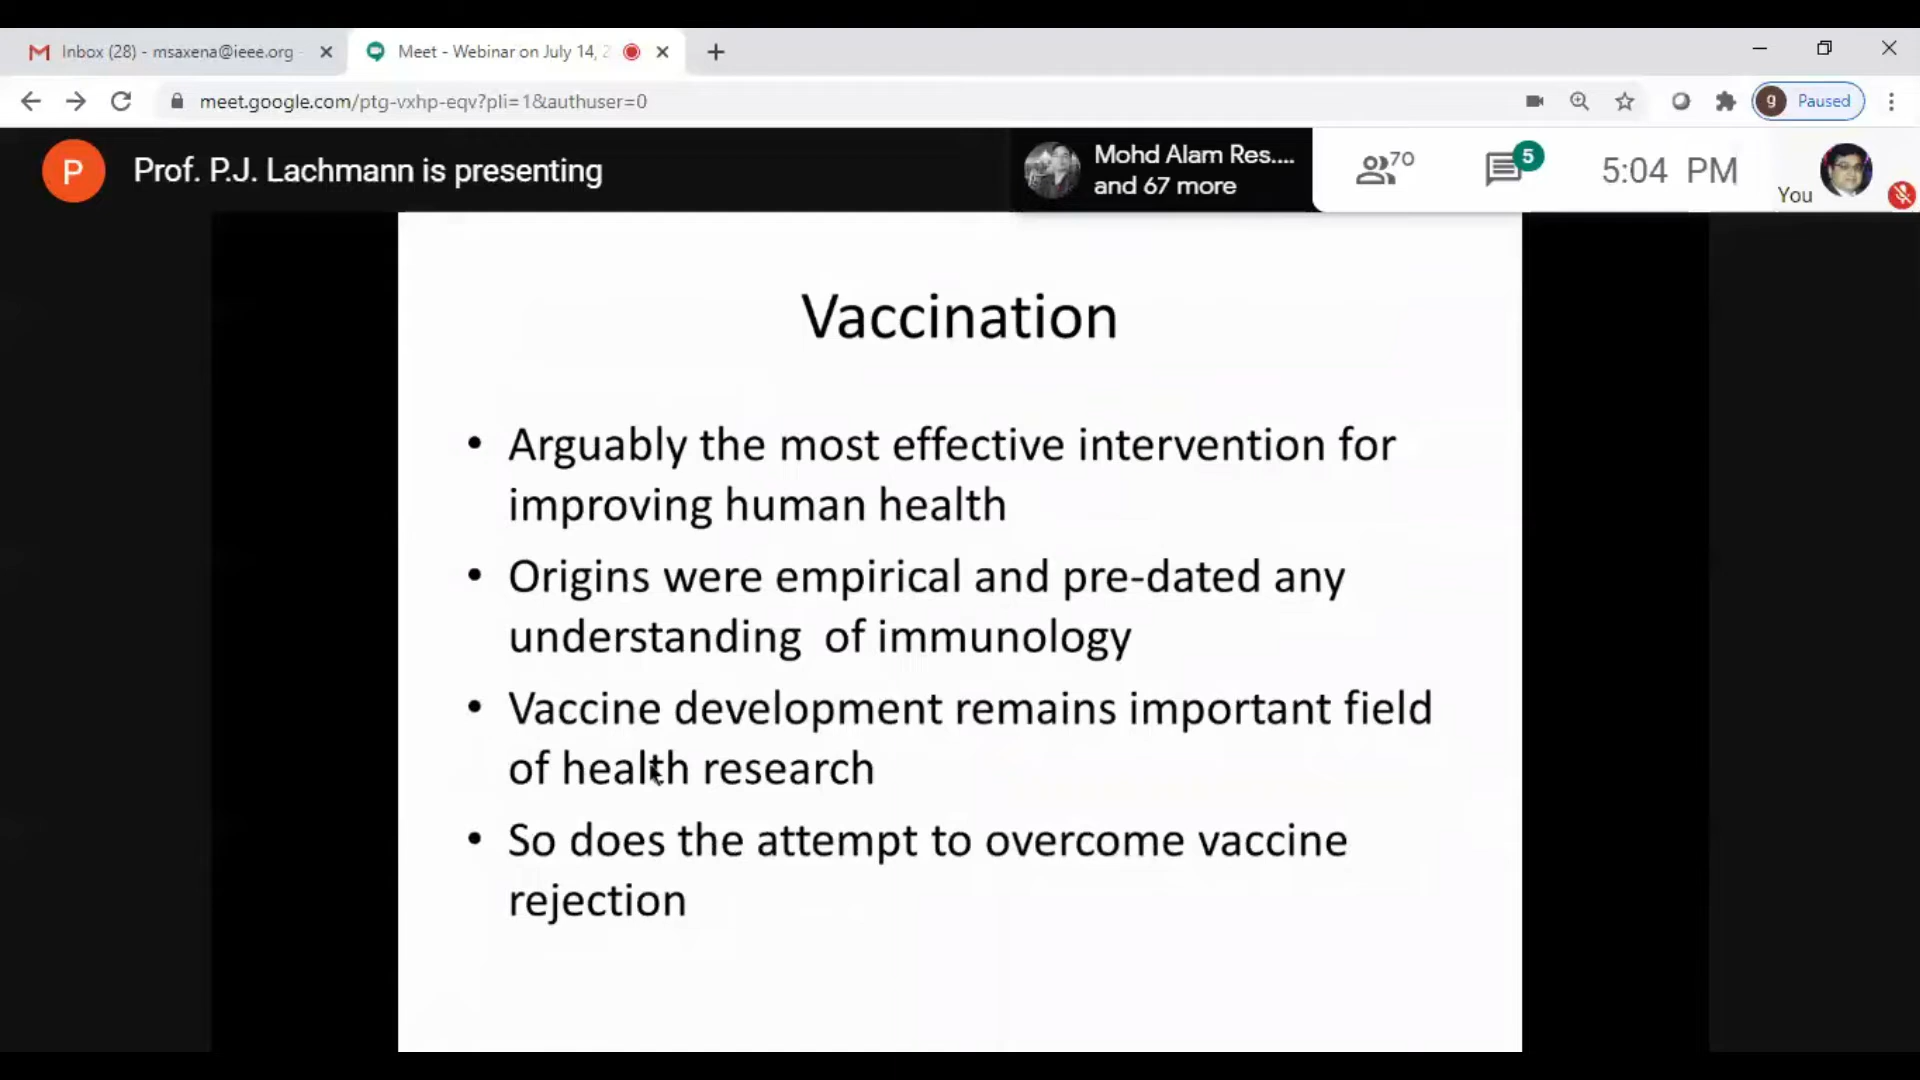 Inbox (28) - msaxena@ieee.org
Meet - Webinar on July 14, 2
meet.google.com/ptg-vxhp-eqv?pli=1&authuser=0
g Paused
P Prof. P.J. Lachmann is presenting
Mohd Alam Res....
and 67 more
70
5
5:04 PM
You
Vaccination
• Arguably the most effective intervention for
improving human health
• Origins were empirical and pre-dated any
understanding of immunology
• Vaccine development remains important field
of health research
• So does the attempt to overcome vaccine
rejection